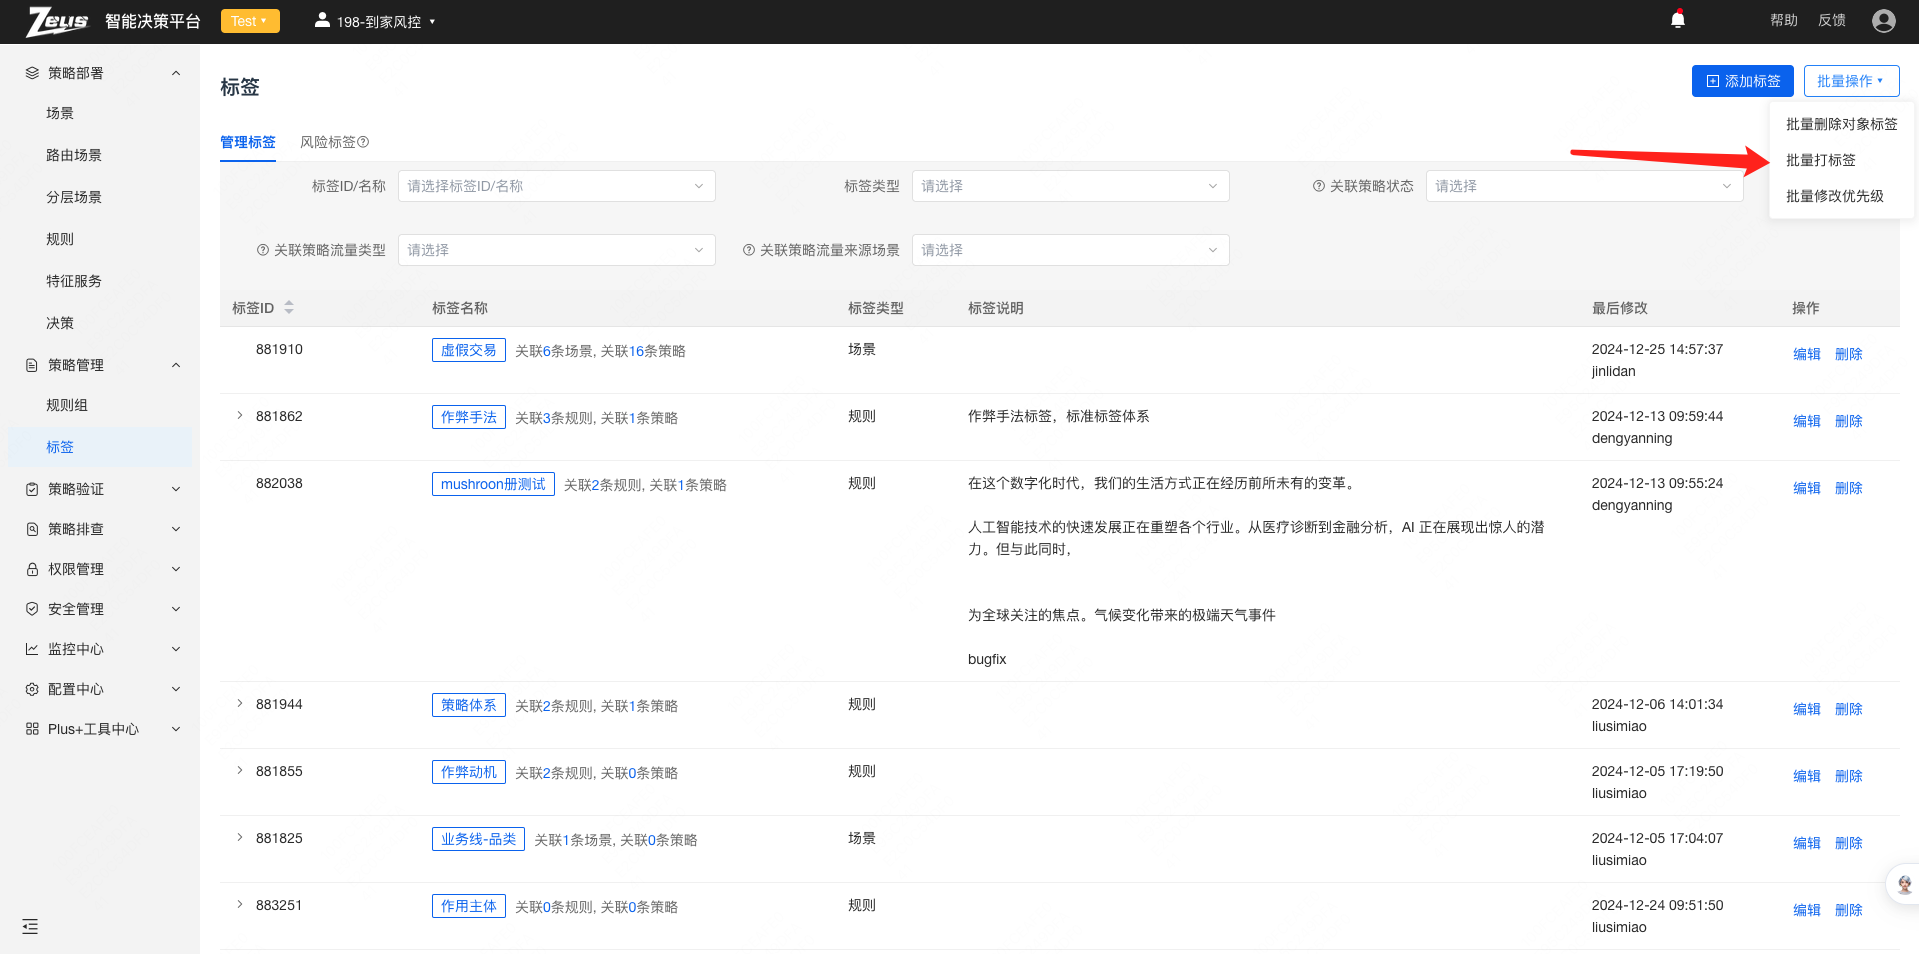 Zeus 智能决策平台 Test 198-到家风控 帮助 反馈
策略部署
场景
路由场景
分层场景
规则
特征服务
决策
策略管理
规则组
标签
策略验证
策略排查
权限管理
安全管理
监控中心
配置中心
Plus+工具中心
标签
添加标签 批量操作
批量删除对象标签
批量打标签
批量修改优先级
管理标签 风险标签
标签ID/名称 请选择标签ID/名称 标签类型 请选择 关联策略状态 请选择
关联策略流量类型 请选择 关联策略流量来源场景 请选择
标签ID 标签名称 标签类型 标签说明 最后修改 操作
881910 虚假交易 关联6条场景, 关联16条策略 场景 2024-12-25 14:57:37 编辑 删除
jinlidan
881862 作弊手法 关联3条规则, 关联1条策略 规则 作弊手法标签，标准标签体系 2024-12-13 09:59:44 编辑 删除
dengyanning
882038 mushroon册测试 关联2条规则, 关联1条策略 规则 在这个数字化时代，我们的生活方式正在经历前所未有的变革。 2024-12-13 09:55:24 编辑 删除
dengyanning
人工智能技术的快速发展正在重塑各个行业。从医疗诊断到金融分析，AI 正在展现出惊人的潜
力。但与此同时，
为全球关注的焦点。气候变化带来的极端天气事件
bugfix
881944 策略体系 关联2条规则, 关联1条策略 规则 2024-12-06 14:01:34 编辑 删除
liusimiao
881855 作弊动机 关联2条规则, 关联0条策略 规则 2024-12-05 17:19:50 编辑 删除
liusimiao
881825 业务线-品类 关联1条场景, 关联0条策略 场景 2024-12-05 17:04:07 编辑 删除
liusimiao
883251 作用主体 关联0条规则, 关联0条策略 规则 2024-12-24 09:51:50 编辑 删除
liusimiao